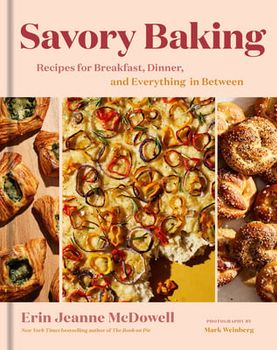 Savory Baking
Recipes for Breakfast, Dinner,
and Everything in Between
Erin Jeanne McDowell
New York Times bestselling author of The Book on Pie
PHOTOGRAPHY BY
Mark Weinberg